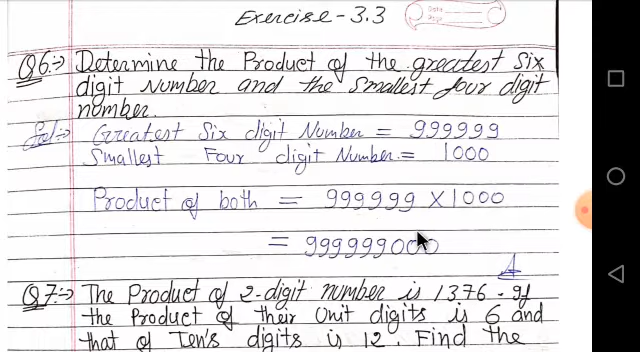 Exercise-3.3
Q6:-> Determine the Product of the greatest Six
digit Number and the Smallest four digit
number.
Sol:-> Greatest Six digit Number = 999999
Smallest Four digit Number = 1000
Product of both = 999999 X 1000
= 999999000
Q7:-> The Product of 2-digit number is 1376. If
the Product of their Unit digits is 6 and
that of Ten's digits is 12. Find the